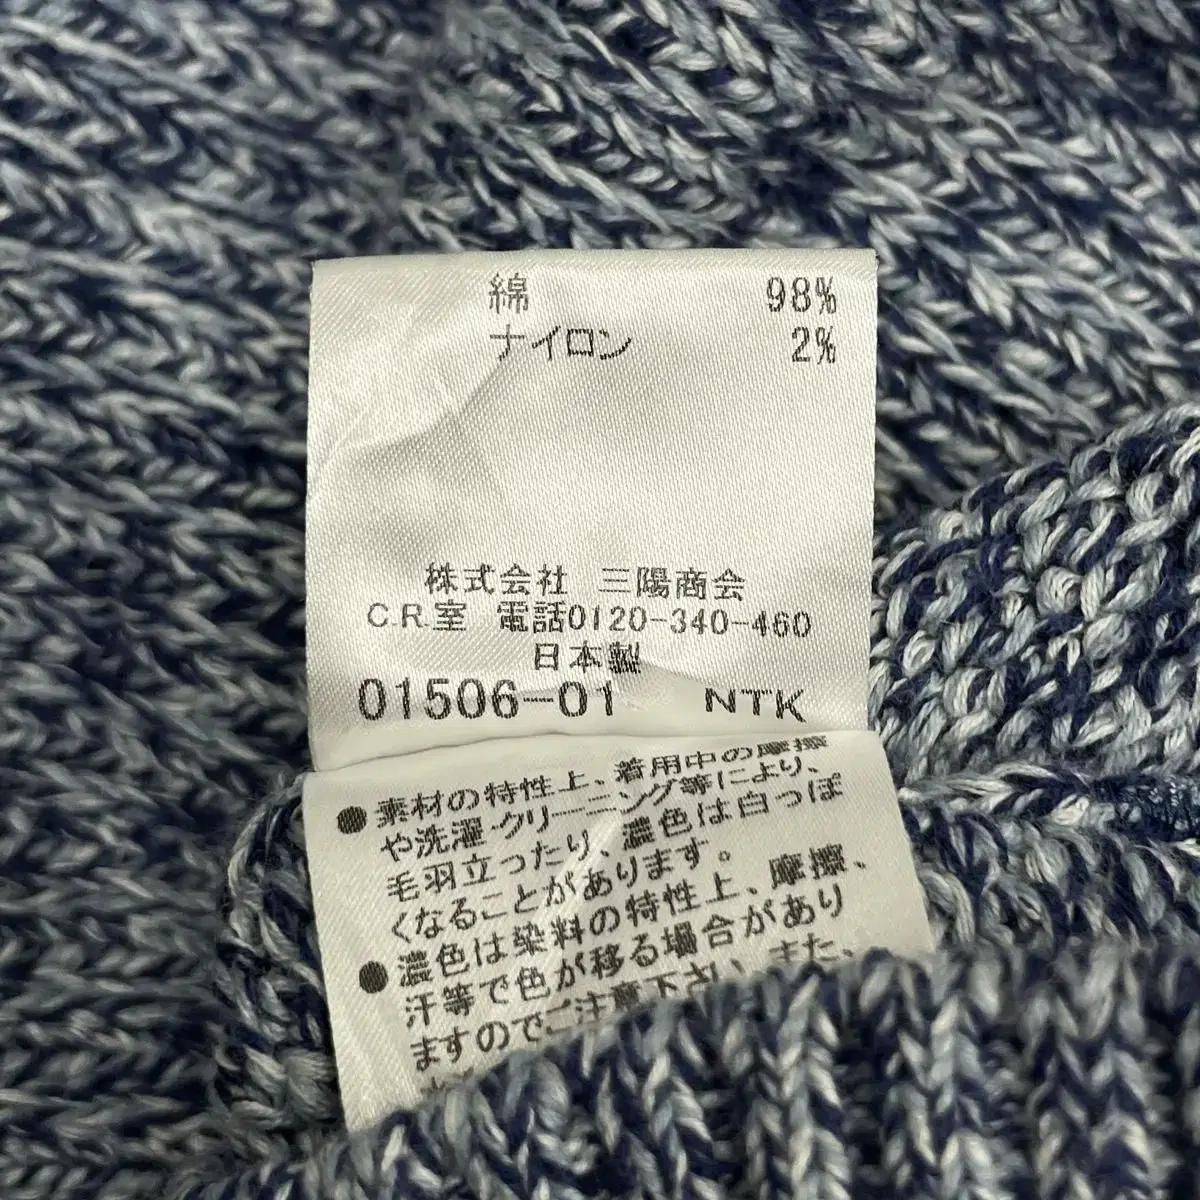 綿 98%
ナイロン 2%
株式会社 三陽商会
C.R.室 電話0120-340-460
日本製
01506-01 NTK
●素材の特性上、着用中の摩擦
や洗濯・クリーニング等により、
毛羽立ったり、濃色は白っぽ
くなることがあります。
●濃色は染料の特性上、摩擦、
汗等で色が移る場合があり
ますのでご注意下さい。また、